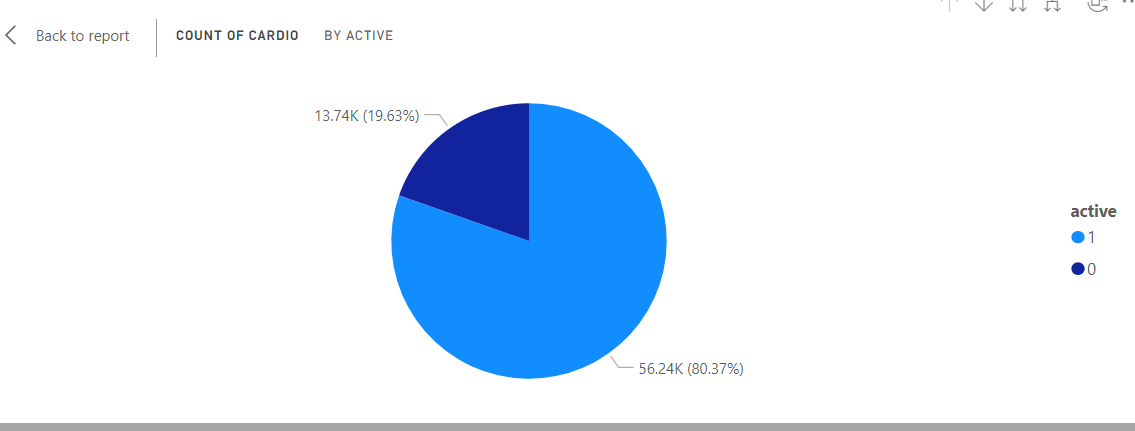 Back to report
COUNT OF CARDIO BY ACTIVE
13.74K (19.63%)
active
1
0
56.24K (80.37%)